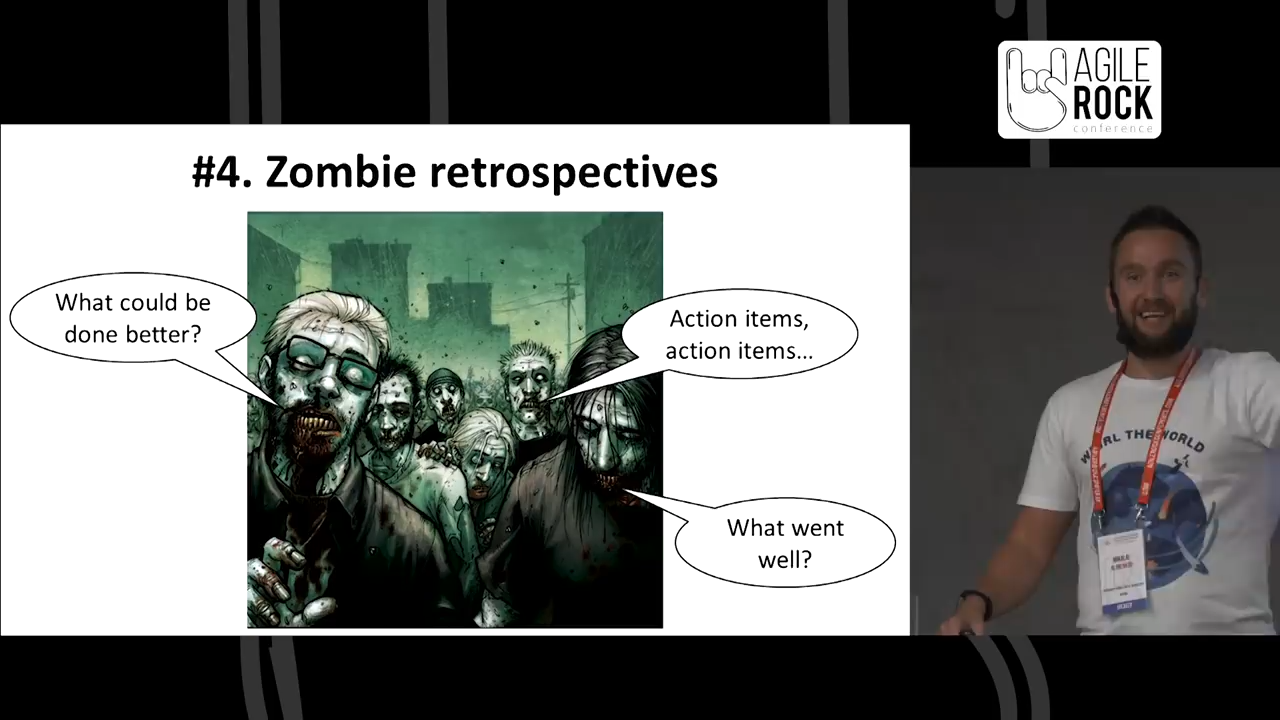 AGILE
ROCK
conference
#4. Zombie retrospectives
What could be
done better?
Action items,
action items...
What went
well?
THE WORLD